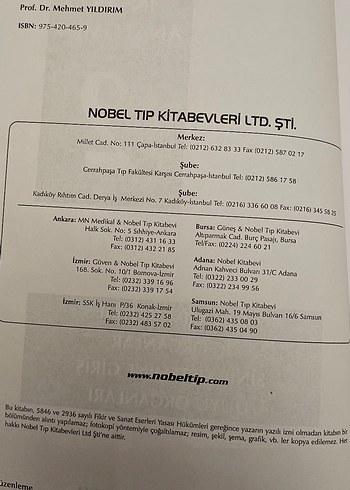 Prof. Dr. Mehmet YILDIRIM
ISBN: 975-420-465-9
NOBEL TIP KİTABEVLERİ LTD. ŞTİ.
Merkez:
Millet Cad. No: 111 Çapa-İstanbul Tel: (0212) 632 83 33 Fax (0212) 587 02 17
Şube:
Cerrahpaşa Tıp Fakültesi Karşısı Cerrahpaşa-İstanbul Tel: (0212) 586 17 58
Şube:
Kadıköy Rıhtım Cad. Derya İş Merkezi No. 7 Kadıköy-İstanbul Tel: (0216) 336 60 08 Fax: (0216) 345 58 25
Ankara: MN Medikal & Nobel Tıp Kitabevi
Halk Sok. No: 5 Sıhhiye-Ankara
Tel: (0312) 431 16 33
Fax: (0312) 432 21 85
Bursa: Güneş & Nobel Tıp Kitabevi
Altıparmak Cad. Burç Pasajı, Bursa
Tel/Fax: (0224) 224 60 21
İzmir: Güven & Nobel Tıp Kitabevi
168. Sok. No. 10/1 Bornova-İzmir
Tel: (0232) 339 16 96
Fax: (0232) 339 17 54
Adana: Nobel Kitabevi
Adnan Kahveci Bulvarı 31/C Adana
Tel: (0322) 233 00 29
Fax: (0322) 234 99 56
İzmir: SSK İş Hanı P/36 Konak-İzmir
Tel: (0232) 425 27 58
Fax: (0232) 483 57 02
Samsun: Nobel Tıp Kitabevi
Ulugazi Mah. 19 Mayıs Bulvarı 16/6 Samsun
Tel: (0362) 435 08 03
Fax: (0362) 435 04 90
www.nobeltip.com
Bu kitabın, 5846 ve 2936 sayılı Fikir ve Sanat Eserleri Yasası Hükümleri gereğince yazarın yazılı izni olmadan kitabın bir
bölümünden alıntı yapılamaz; fotokopi yöntemiyle çoğaltılamaz; resim, şekil, şema, grafik, vb. ler kopya edilemez. Her
hakkı Nobel Tıp Kitabevleri Ltd Şti'ne aittir.
Düzenleme